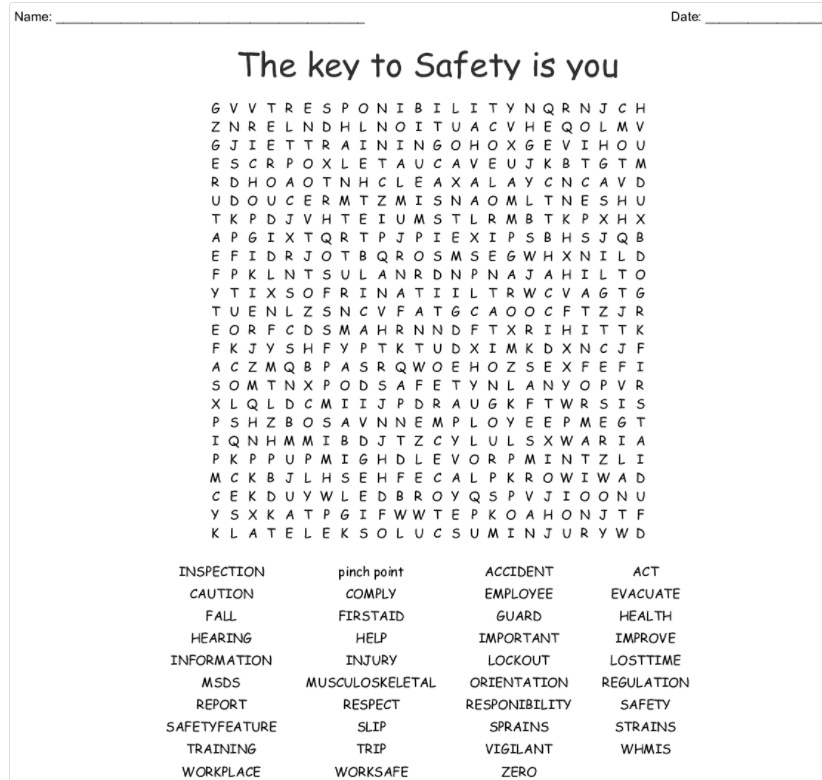 Name: ______________________________________ Date: ______________
The key to Safety is you
G V V T R E S P O N I B I L I T Y N Q R N J C H
Z N R E L N D H L N O I T U A C V H E Q O L M V
G J I E T T R A I N I N G O H O X G E V I H O U
E S C R P O X L E T A U C A V E U J K B T G T M
R D H O A O T N H C L E A X A L A Y C N C A V D
U D O U C E R M T Z M I S N A O M L T N E S H U
T K P D J V H T E I U M S T L R M B T K P X H X
A P G I X T Q R T P J P I E X I P S B H S J Q B
E F I D R J O T B Q R O S M S E G W H X N I L D
F P K L N T S U L A N R D N P N A J A H I L T O
Y T I X S O F R I N A T I I L T R W C V A G T G
T U E N L Z S N C V F A T G C A O O C F T Z J R
E O R F C D S M A H R N N D F T X R I H I T T K
F K J Y S H F Y P T K T U D X I M K D X N C J F
A C Z M Q B P A S R Q W O E H O Z S E X F E F I
S O M T N X P O D S A F E T Y N L A N Y O P V R
X L Q L D C M I I J P D R A U G K F T W R S I S
P S H Z B O S A V N N E M P L O Y E E P M E G T
I Q N H M M I B D J T Z C Y L U L S X W A R I A
P K P P U P M I G H D L E V O R P M I N T Z L I
M C K B J L H S E H F E C A L P K R O W I W A D
C E K D U Y W L E D B R O Y Q S P V J I O O N U
Y S X K A T P G I F W W T E P K O A H O N J T F
K L A T E L E K S O L U C S U M I N J U R Y W D
INSPECTION pinch point ACCIDENT ACT
CAUTION COMPLY EMPLOYEE EVACUATE
FALL FIRSTAID GUARD HEALTH
HEARING HELP IMPORTANT IMPROVE
INFORMATION INJURY LOCKOUT LOSTTIME
MSDS MUSCULOSKELETAL ORIENTATION REGULATION
REPORT RESPECT RESPONIBILITY SAFETY
SAFETYFEATURE SLIP SPRAINS STRAINS
TRAINING TRIP VIGILANT WHMIS
WORKPLACE WORKSAFE ZERO